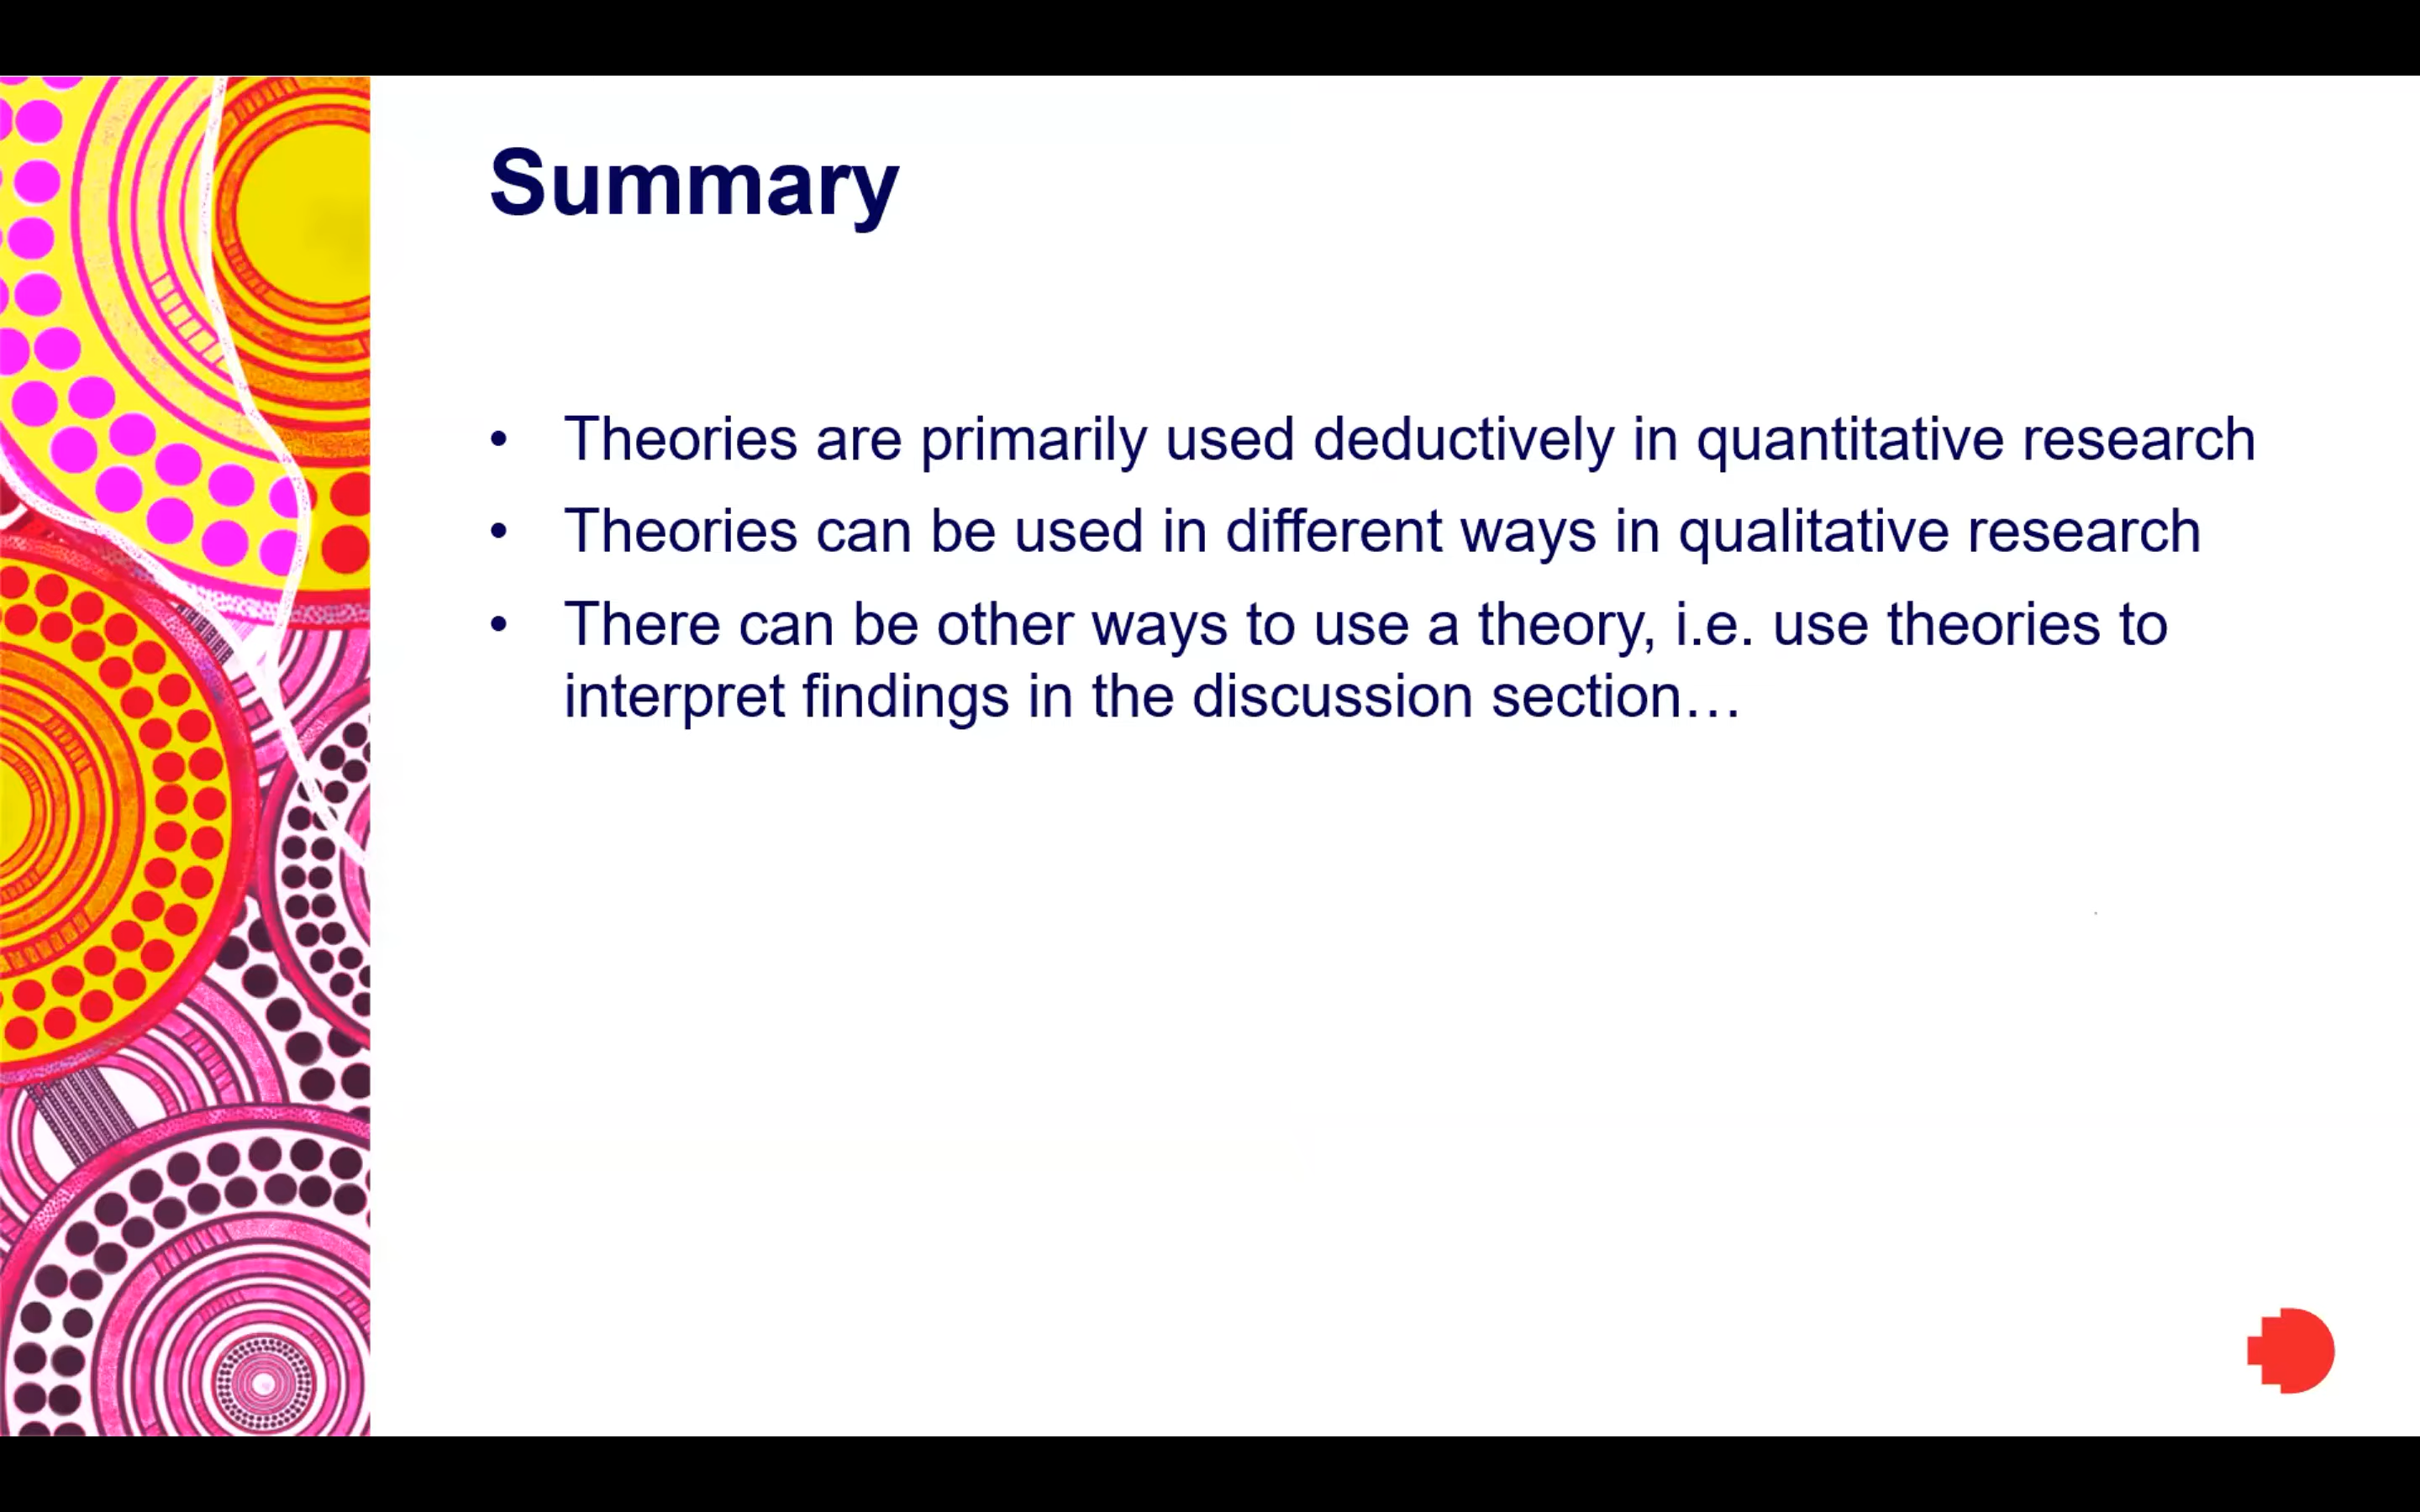 Summary
• Theories are primarily used deductively in quantitative research
• Theories can be used in different ways in qualitative research
• There can be other ways to use a theory, i.e. use theories to
interpret findings in the discussion section…